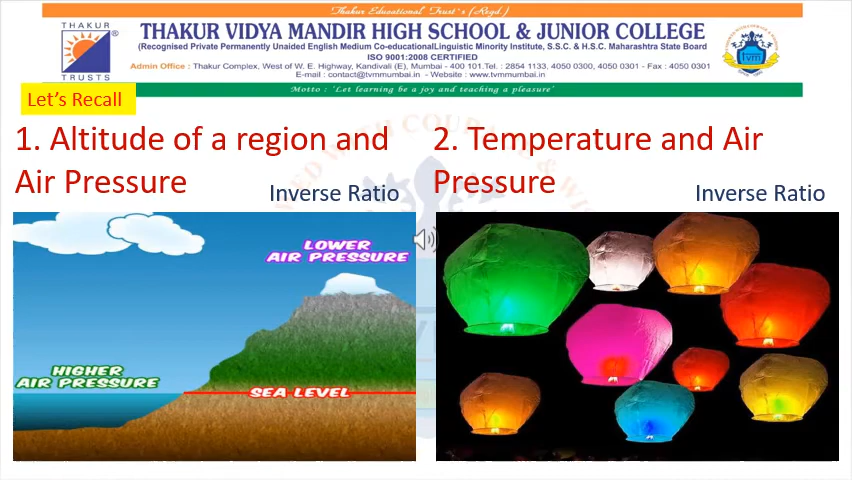 Thakur Educational Trust's (Regd.)
THAKUR
TRUSTS
®
THAKUR VIDYA MANDIR HIGH SCHOOL & JUNIOR COLLEGE
(Recognised Private Permanently Unaided English Medium Co-educationalLinguistic Minority Institute, S.S.C. & H.S.C. Maharashtra State Board
ISO 9001:2008 CERTIFIED
Admin Office : Thakur Complex, West of W. E. Highway, Kandivali (E), Mumbai - 400 101.Tel. : 2854 1133, 4050 0300, 4050 0301 - Fax : 4050 0301
E-mail : contact@tvmmumbai.in - Website : www.tvmmumbai.in
tvm
Motto : 'Let learning be a joy and teaching a pleasure'
Let's Recall
1. Altitude of a region and
Air Pressure
Inverse Ratio
2. Temperature and Air
Pressure
Inverse Ratio
LOWER
AIR PRESSURE
HIGHER
AIR PRESSURE
SEA LEVEL